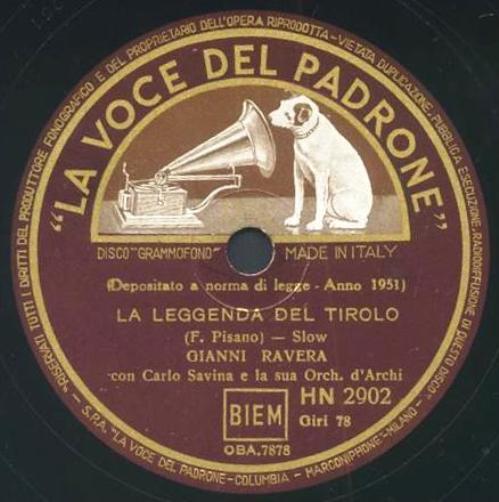 "RISERVATI TUTTI I DIRITTI DEL PRODUTTORE FONOGRAFICO E DEL PROPRIETARIO DELL'OPERA RIPRODOTTA - VIETATA DUPLICAZIONE, PUBBLICA ESECUZIONE, RADIODIFFUSIONE DI QUESTO DISCO"
"LA VOCE DEL PADRONE"
DISCO "GRAMMOFONO" MADE IN ITALY
(Depositato a norma di legge - Anno 1951)
LA LEGGENDA DEL TIROLO
(F. Pisano) — Slow
GIANNI RAVERA
con Carlo Savina e la sua Orch. d'Archi
BIEM
HN 2902
Giri 78
OBA.7878
- S.P.A. "LA VOCE DEL PADRONE - COLUMBIA - MARCONIPHONE" - MILANO -